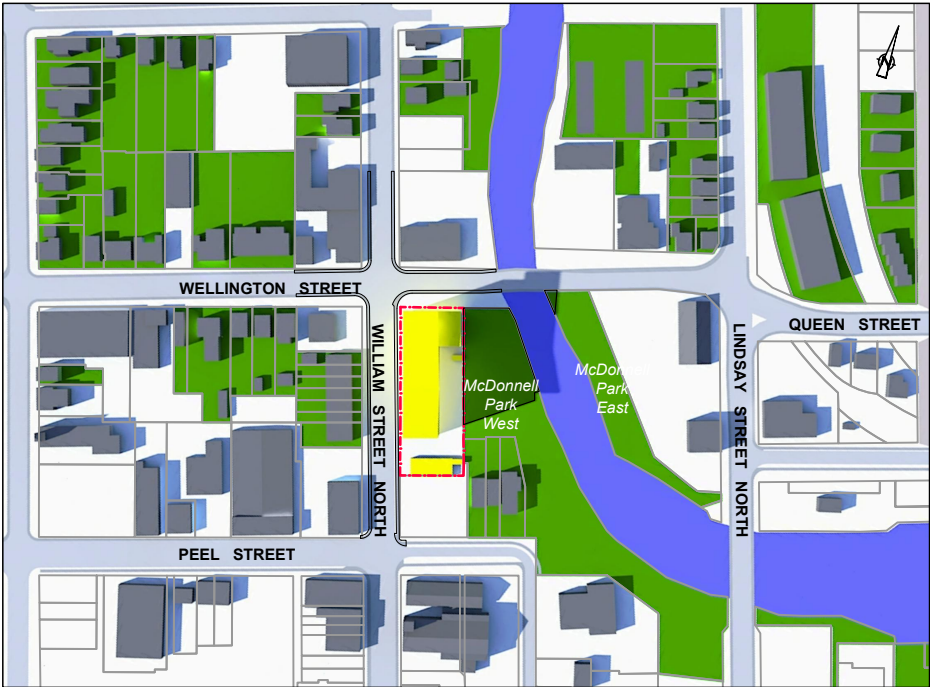 N
WELLINGTON STREET
WILLIAM STREET NORTH
McDonnell
Park
West
McDonnell
Park
East
LINDSAY STREET NORTH
QUEEN STREET
PEEL STREET